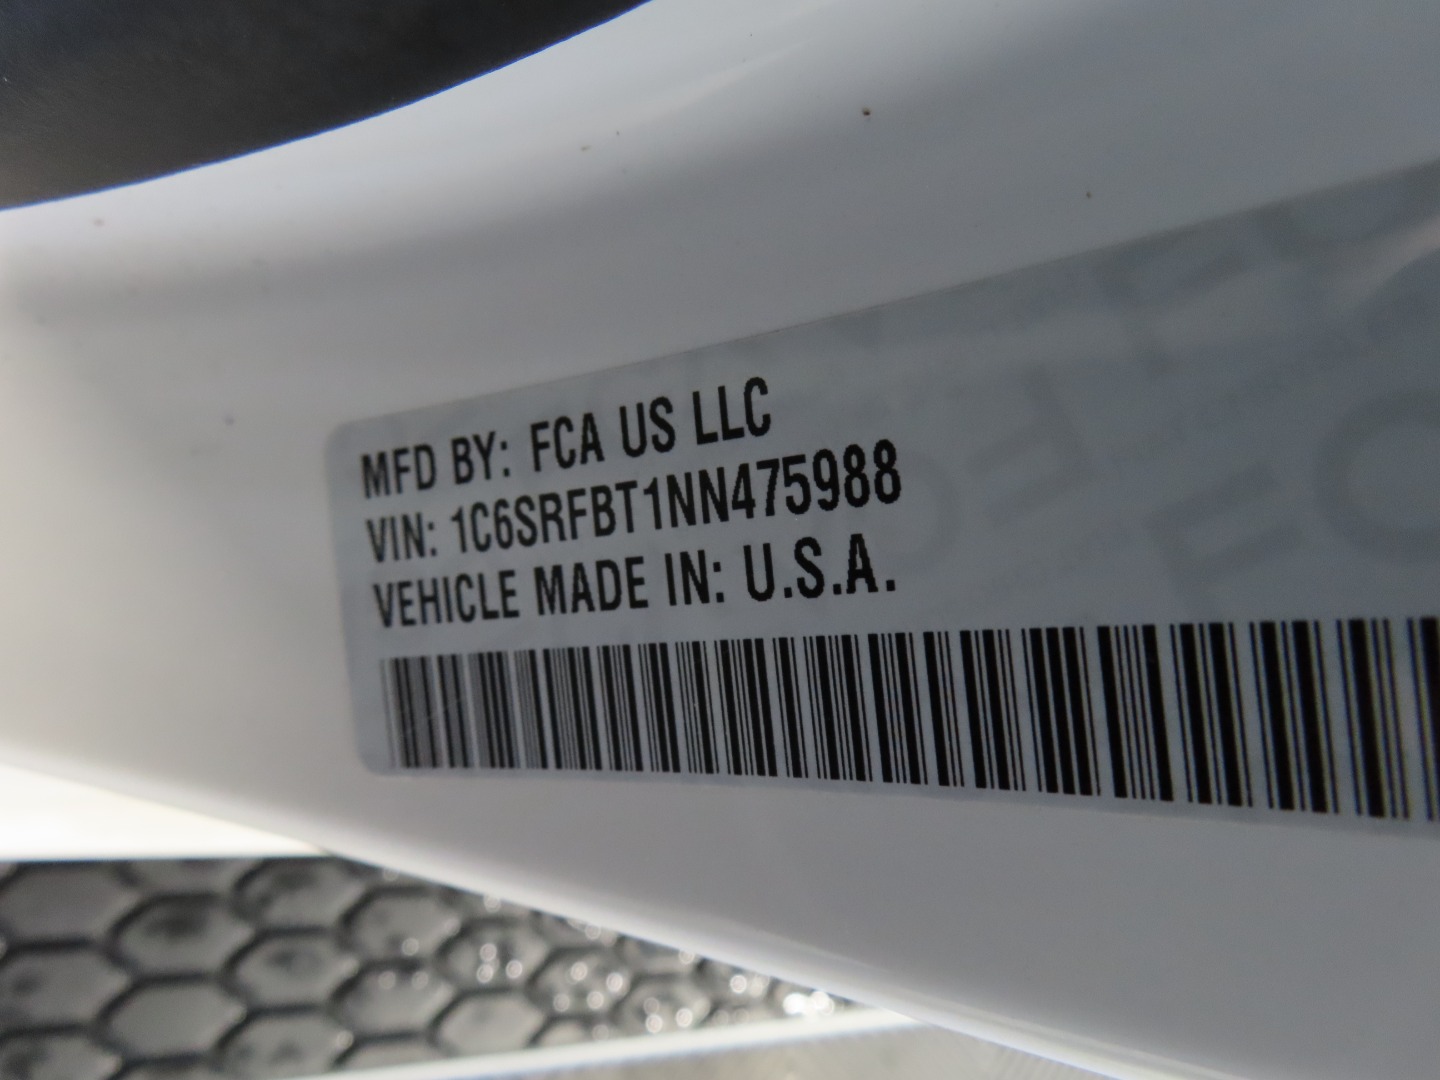 MFD BY: FCA US LLC
VIN: 1C6SRFBT1NN475988
VEHICLE MADE IN: U.S.A.